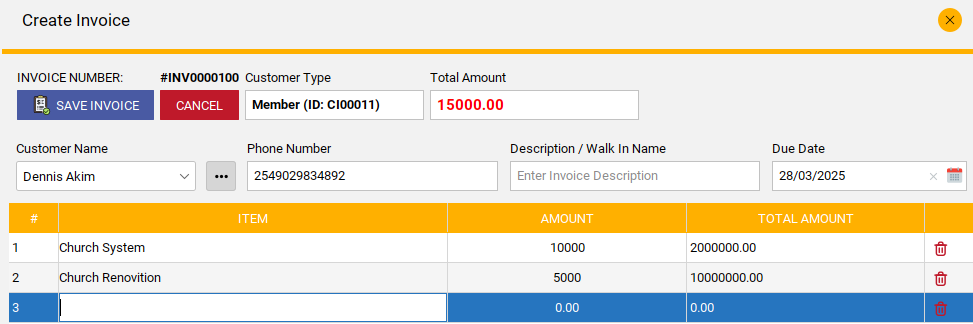 Create Invoice
INVOICE NUMBER: #INV0000100 Customer Type Total Amount
SAVE INVOICE CANCEL Member (ID: CI00011) 15000.00
Customer Name Phone Number Description / Walk In Name Due Date
Dennis Akim ••• 2549029834892 Enter Invoice Description 28/03/2025
# ITEM AMOUNT TOTAL AMOUNT
1 Church System 10000 2000000.00
2 Church Renovition 5000 10000000.00
3 0.00 0.00